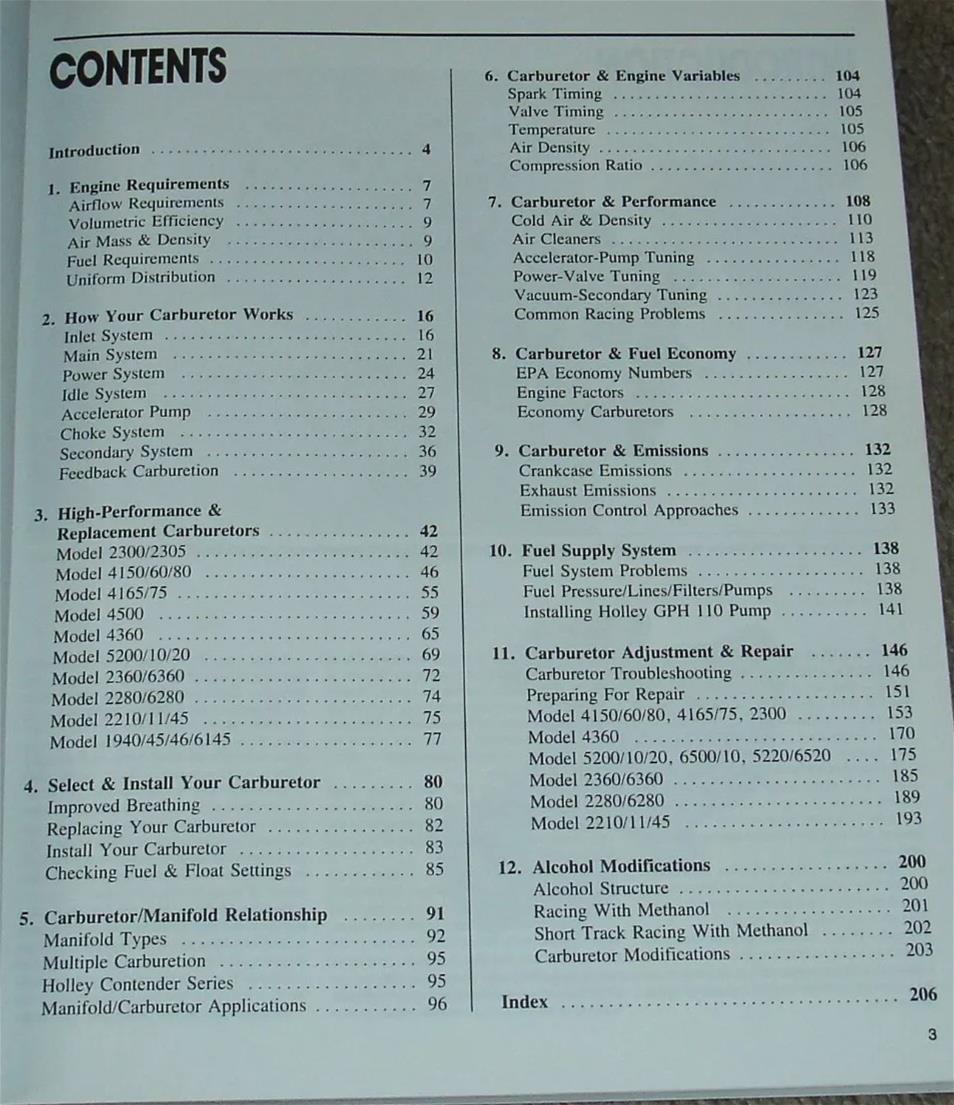 CONTENTS
Introduction ............................ 4
1. Engine Requirements .................. 7
Airflow Requirements ................... 7
Volumetric Efficiency .................. 9
Air Mass & Density .................... 9
Fuel Requirements ..................... 10
Uniform Distribution ................... 12
2. How Your Carburetor Works ............ 16
Inlet System .......................... 16
Main System ......................... 21
Power System ........................ 24
Idle System .......................... 27
Accelerator Pump ..................... 29
Choke System ........................ 32
Secondary System ..................... 36
Feedback Carburetion .................. 39
3. High-Performance &
Replacement Carburetors ............... 42
Model 2300/2305 ...................... 42
Model 4150/60/80 ..................... 46
Model 4165/75 ........................ 55
Model 4500 .......................... 59
Model 4360 .......................... 65
Model 5200/10/20 ..................... 69
Model 2360/6360 ...................... 72
Model 2280/6280 ...................... 74
Model 2210/11/45 ..................... 75
Model 1940/45/46/6145 ................. 77
4. Select & Install Your Carburetor ......... 80
Improved Breathing .................... 80
Replacing Your Carburetor ............... 82
Install Your Carburetor ................. 83
Checking Fuel & Float Settings ............ 85
5. Carburetor/Manifold Relationship ........ 91
Manifold Types ....................... 92
Multiple Carburetion ................... 95
Holley Contender Series ................. 95
Manifold/Carburetor Applications ........... 96
6. Carburetor & Engine Variables ......... 104
Spark Timing ........................... 104
Valve Timing ........................... 105
Temperature ............................ 105
Air Density ............................. 106
Compression Ratio ....................... 106
7. Carburetor & Performance ............ 108
Cold Air & Density ................... 110
Air Cleaners ......................... 113
Accelerator-Pump Tuning ................ 118
Power-Valve Tuning .................... 119
Vacuum-Secondary Tuning ............... 123
Common Racing Problems ............... 125
8. Carburetor & Fuel Economy ........... 127
EPA Economy Numbers ................. 127
Engine Factors ........................ 128
Economy Carburetors ................... 128
9. Carburetor & Emissions ............... 132
Crankcase Emissions ................... 132
Exhaust Emissions ..................... 132
Emission Control Approaches ............ 133
10. Fuel Supply System ................... 138
Fuel System Problems .................. 138
Fuel Pressure/Lines/Filters/Pumps ......... 138
Installing Holley GPH 110 Pump .......... 141
11. Carburetor Adjustment & Repair ....... 146
Carburetor Troubleshooting .............. 146
Preparing For Repair ................... 151
Model 4150/60/80, 4165/75, 2300 ......... 153
Model 4360 .......................... 170
Model 5200/10/20, 6500/10, 5220/6520 .... 175
Model 2360/6360 ...................... 185
Model 2280/6280 ...................... 189
Model 2210/11/45 ..................... 193
12. Alcohol Modifications ................. 200
Alcohol Structure ...................... 200
Racing With Methanol .................. 201
Short Track Racing With Methanol ........ 202
Carburetor Modifications ................ 203
Index .................................. 206
3